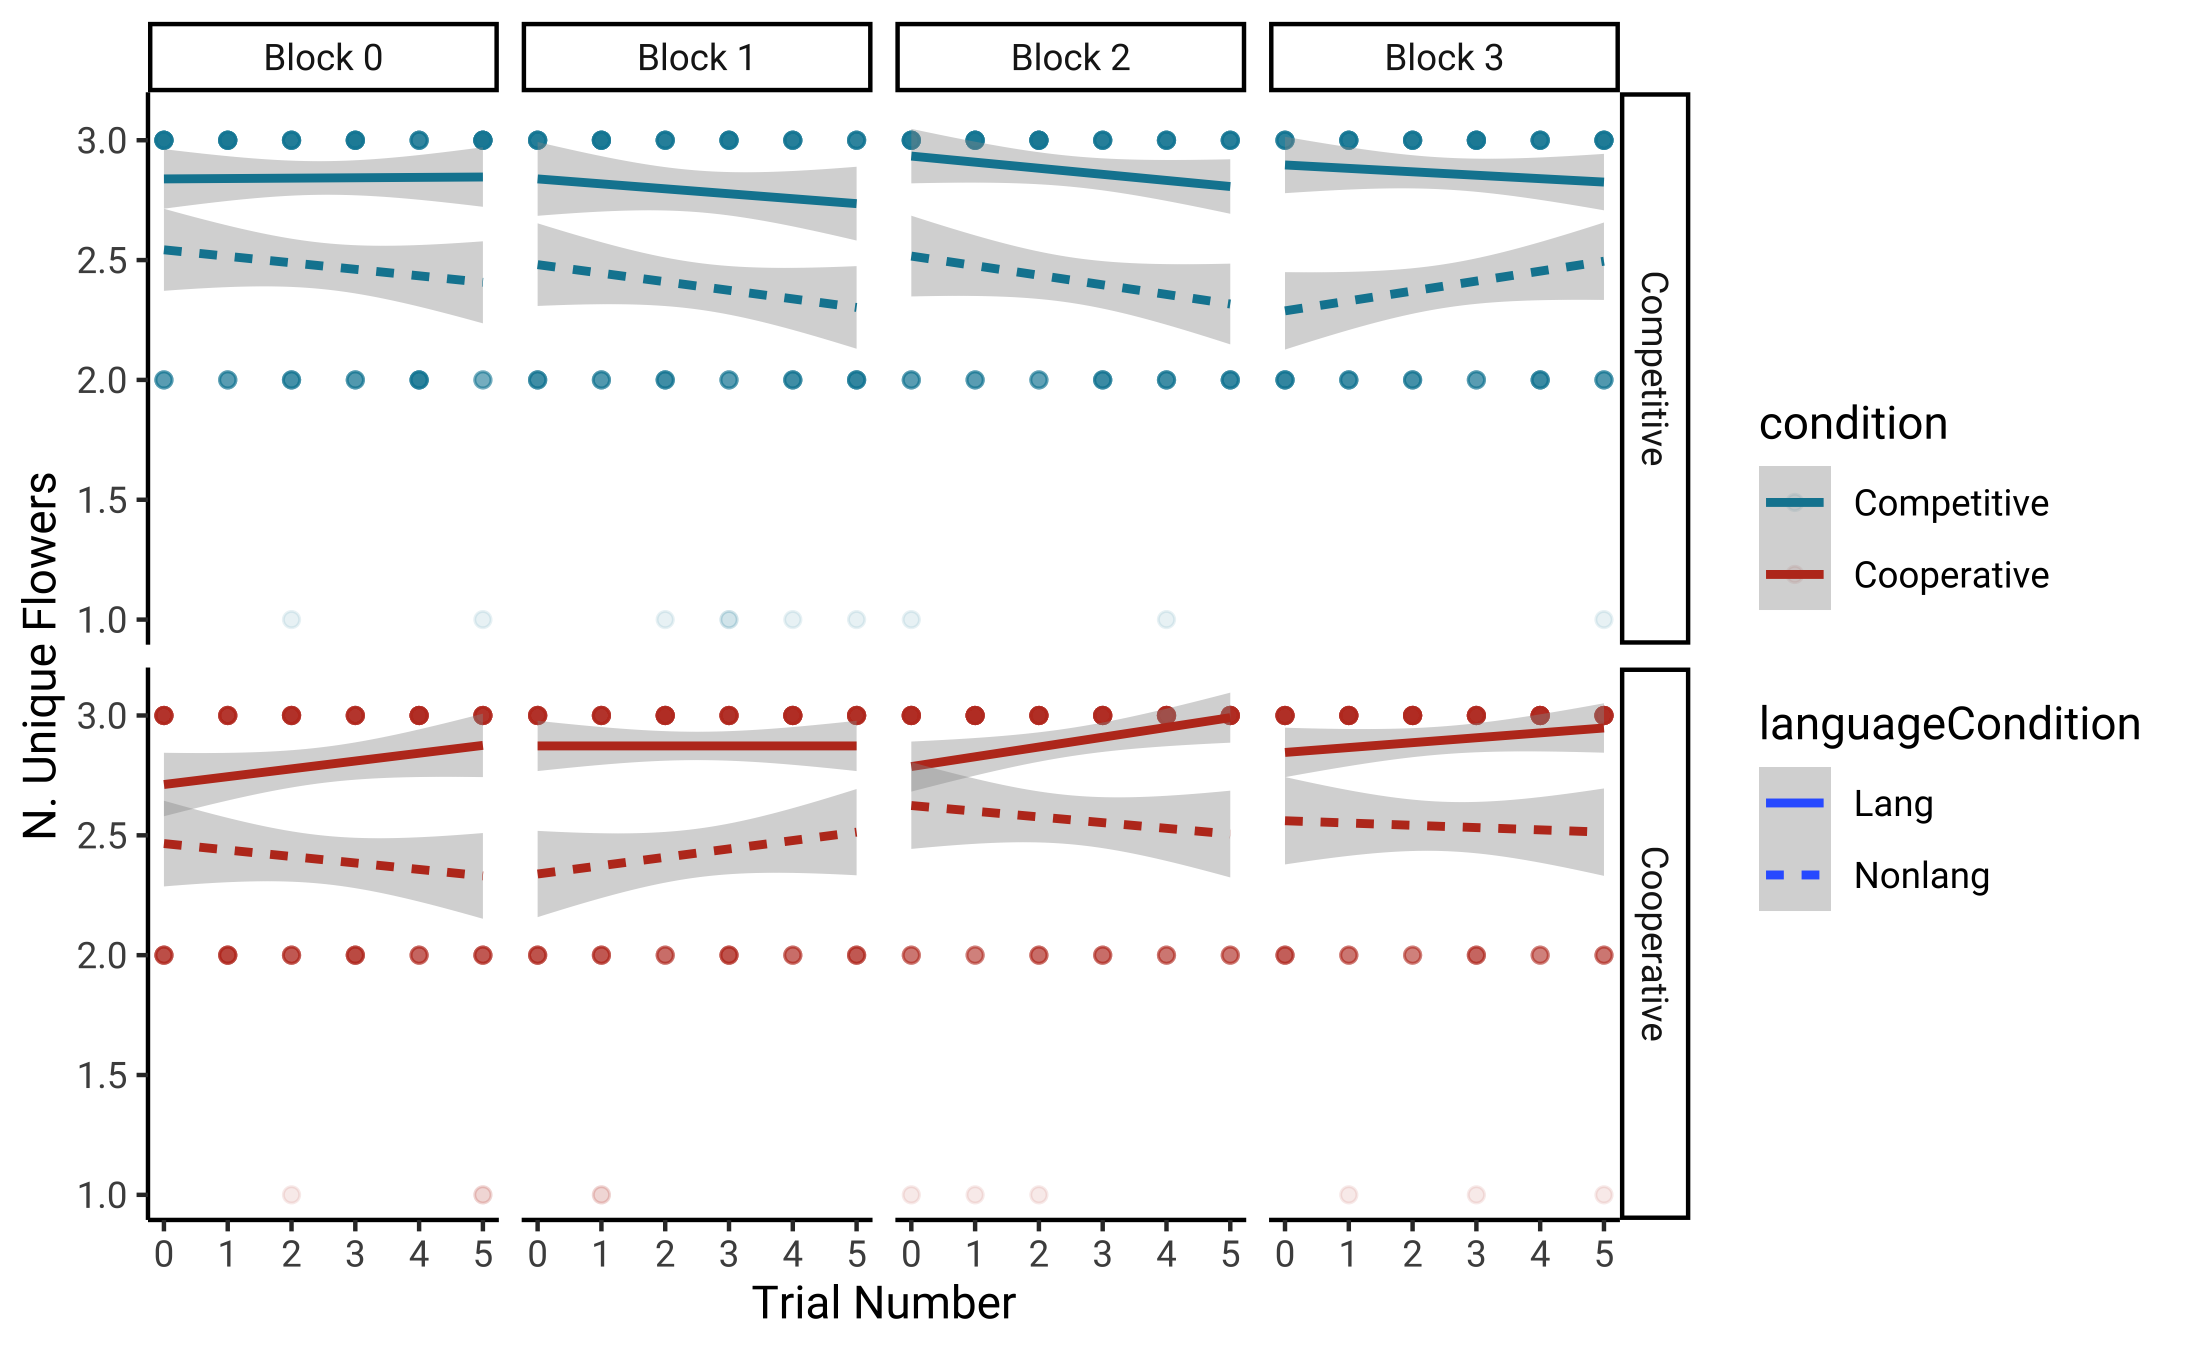 Block 0 Block 1 Block 2 Block 3
3.0
2.5
2.0
1.5
1.0
Competitive
3.0
2.5
2.0
1.5
1.0
Cooperative
N. Unique Flowers
0 1 2 3 4 5 0 1 2 3 4 5 0 1 2 3 4 5 0 1 2 3 4 5
Trial Number
condition
Competitive
Cooperative
languageCondition
Lang
Nonlang